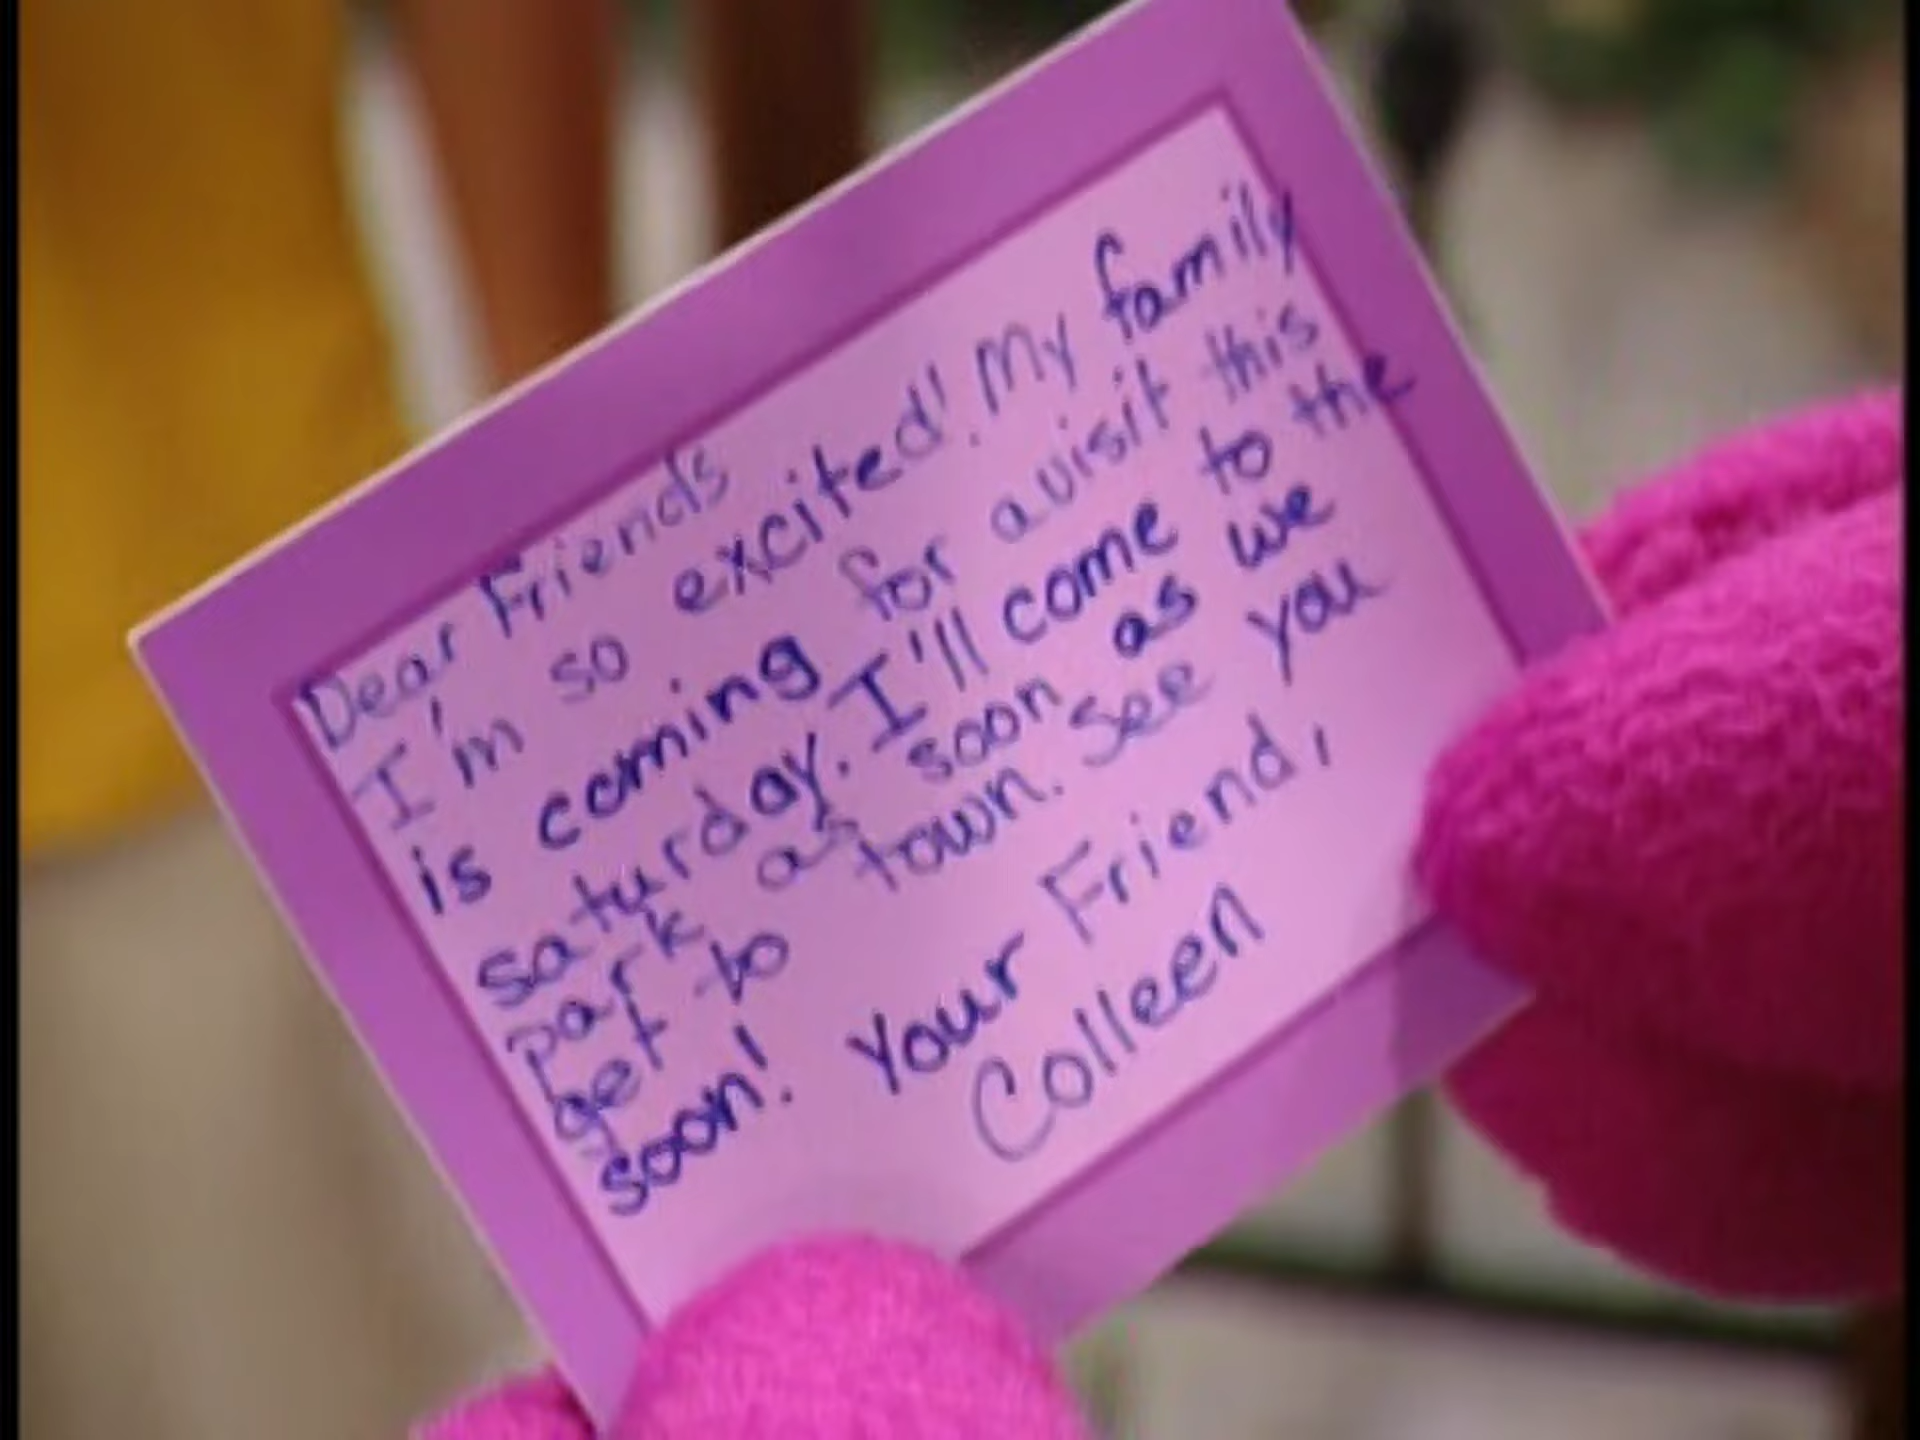 Dear Friends
I'm so excited! My family
is coming for a visit this
saturday. I'll come to the
park as soon as we
get to town. See you
soon! Your Friend,
Colleen